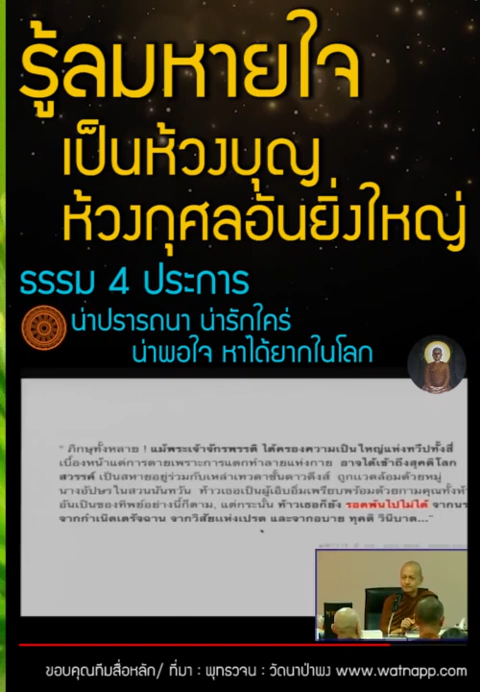 รู้ลมหายใจ
เป็นห้วงบุญ
ห้วงกุศลอันยิ่งใหญ่
ธรรม 4 ประการ
น่าปรารถนา น่ารักใคร่
น่าพอใจ หาได้ยากในโลก
" ภิกษุทั้งหลาย ! แม้พระเจ้าจักรพรรดิ ได้ครองความเป็นใหญ่แห่งทวีปทั้งสี่
เบื้องหน้าแต่การตายเพราะการแตกทำลายแห่งกาย อาจได้เข้าถึงสุคติโลก
สวรรค์ เป็นสหายอยู่ร่วมกับเหล่าเทวดาชั้นดาวดึงส์ ถูกแวดล้อมด้วยหมู่
นางอัปษรในสวนนันทวัน ท้าวเธอเป็นผู้เอิบอิ่มเพรียบพร้อมด้วยกามคุณทั้งห้า
อันเป็นของทิพย์อย่างนี้ก็ตาม, แต่กระนั้น ท้าวเธอก็ยัง รอดพ้นไปไม่ได้ จากนร
จากกำเนิดเดรัจฉาน จากวิสัยแห่งเปรต และจากอบาย ทุคติ วินิบาต..."
ขอบคุณทีมสื่อหลัก/ ที่มา : พุทธวจน : วัดนาป่าพง www.watnapp.com